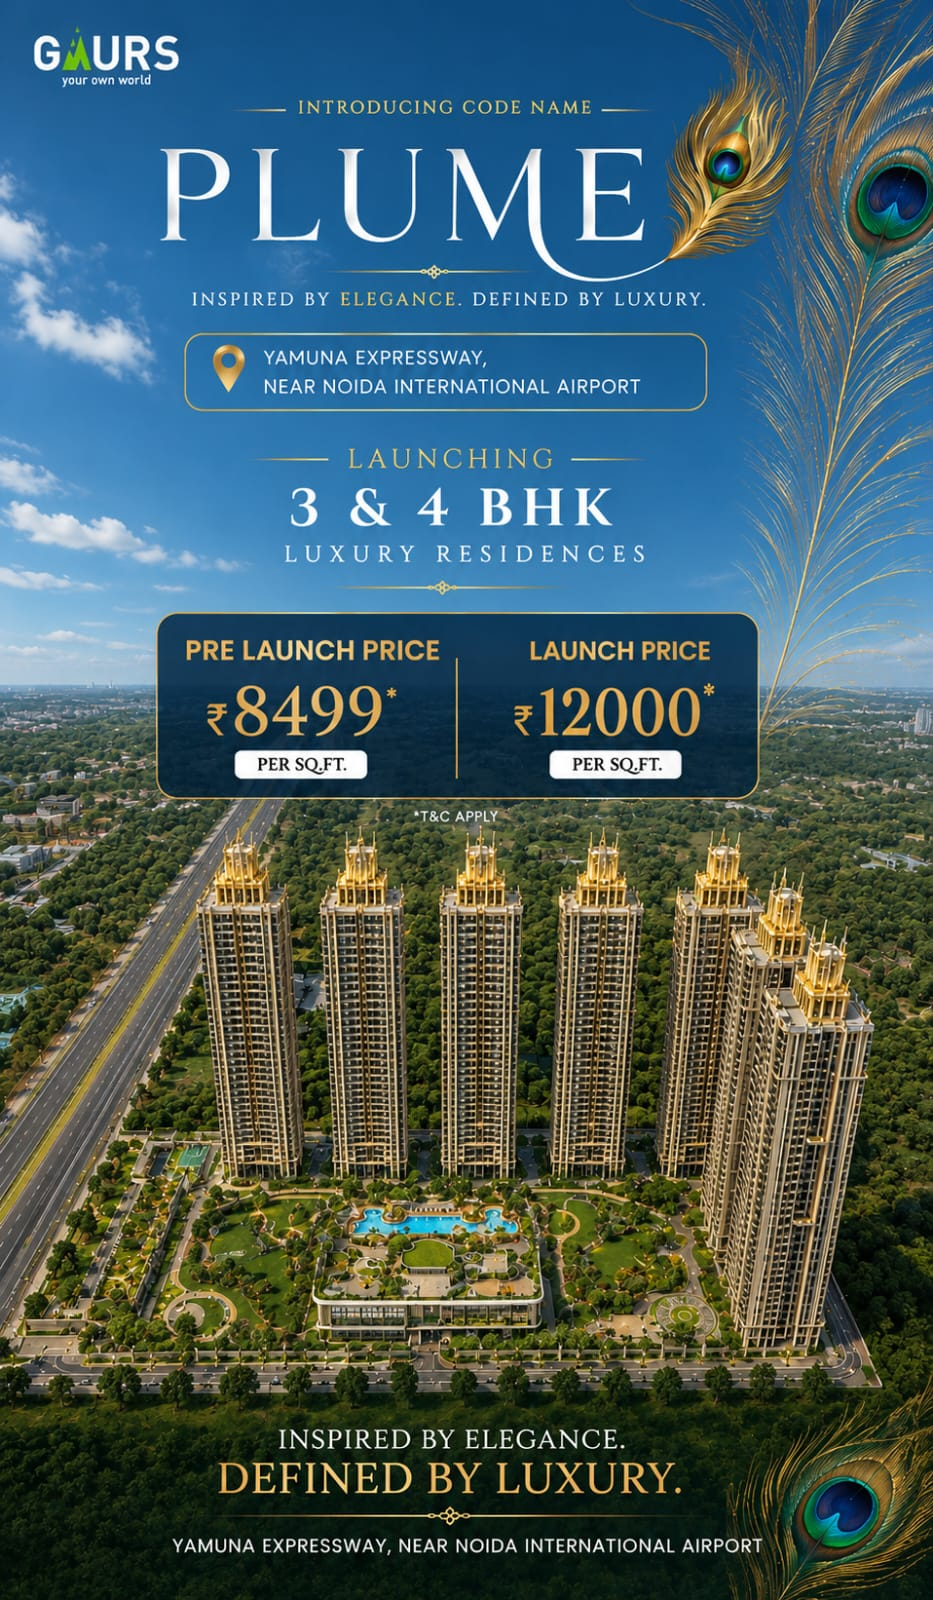 GAURS
your own world
INTRODUCING CODE NAME
PLUME
INSPIRED BY ELEGANCE. DEFINED BY LUXURY.
YAMUNA EXPRESSWAY,
NEAR NOIDA INTERNATIONAL AIRPORT
LAUNCHING
3 & 4 BHK
LUXURY RESIDENCES
PRE LAUNCH PRICE
₹8499*
PER SQ.FT.
LAUNCH PRICE
₹12000*
PER SQ.FT.
*T&C APPLY
INSPIRED BY ELEGANCE.
DEFINED BY LUXURY.
YAMUNA EXPRESSWAY, NEAR NOIDA INTERNATIONAL AIRPORT